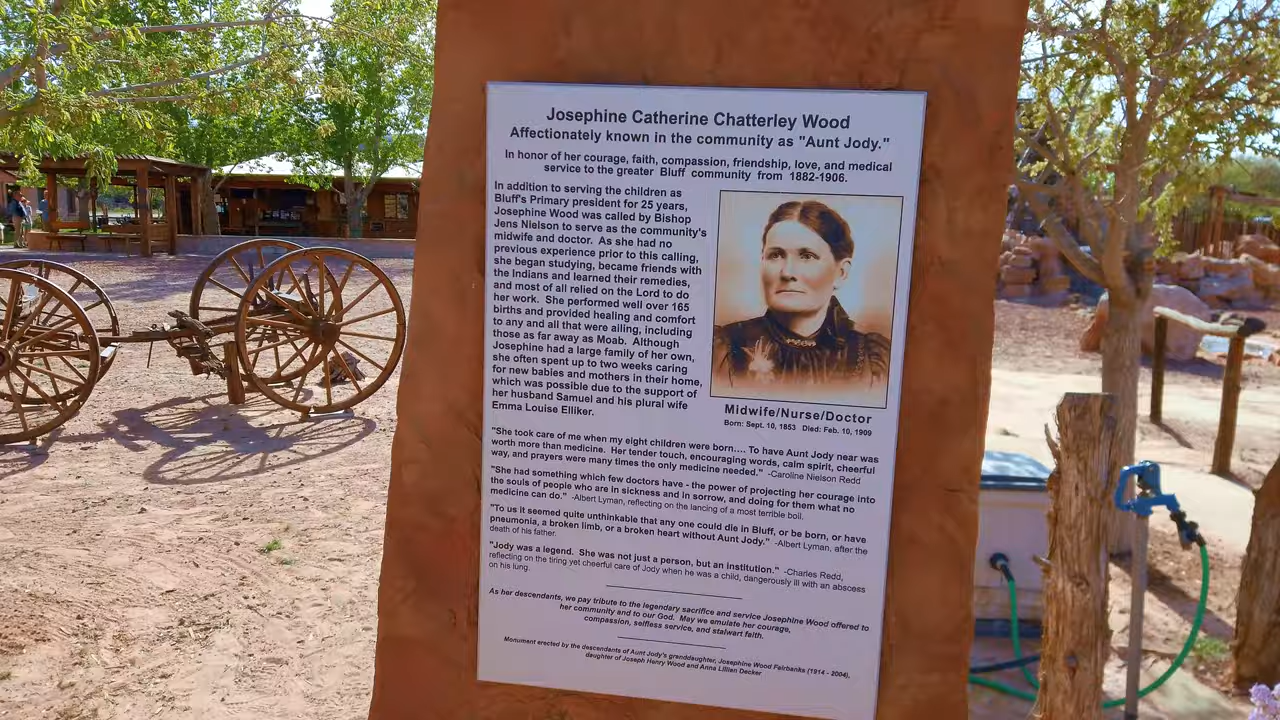 Josephine Catherine Chatterley Wood
Affectionately known in the community as "Aunt Jody."
In honor of her courage, faith, compassion, friendship, love, and medical
service to the greater Bluff community from 1882-1906.
In addition to serving the children as
Bluff's Primary president for 25 years,
Josephine Wood was called by Bishop
Jens Nielson to serve as the community's
midwife and doctor. As she had no
previous experience prior to this calling,
she began studying, became friends with
the Indians and learned their remedies,
and most of all relied on the Lord to do
her work. She performed well over 165
births and provided healing and comfort
to any and all that were ailing, including
those as far away as Moab. Although
Josephine had a large family of her own,
she often spent up to two weeks caring
for new babies and mothers in their home,
which was possible due to the support of
her husband Samuel and his plural wife
Emma Louise Elliker.
Midwife/Nurse/Doctor
Born: Sept. 10, 1853 Died: Feb. 10, 1909
"She took care of me when my eight children were born.... To have Aunt Jody near was
worth more than medicine. Her tender touch, encouraging words, calm spirit, cheerful
way, and prayers were many times the only medicine needed." -Caroline Nielson Redd
"She had something which few doctors have - the power of projecting her courage into
the souls of people who are in sickness and in sorrow, and doing for them what no
medicine can do." -Albert Lyman, reflecting on the lancing of a most terrible boil.
"To us it seemed quite unthinkable that any one could die in Bluff, or be born, or have
pneumonia, a broken limb, or a broken heart without Aunt Jody." -Albert Lyman, after the
death of his father.
"Jody was a legend. She was not just a person, but an institution." -Charles Redd,
reflecting on the tiring yet cheerful care of Jody when he was a child, dangerously ill with an abscess
on his lung.
As her descendants, we pay tribute to the legendary sacrifice and service Josephine Wood offered to
her community and to our God. May we emulate her courage,
compassion, selfless service, and stalwart faith.
Monument erected by the descendants of Aunt Jody's granddaughter, Josephine Wood Fairbanks (1914 - 2004),
daughter of Joseph Henry Wood and Anna Lillian Decker